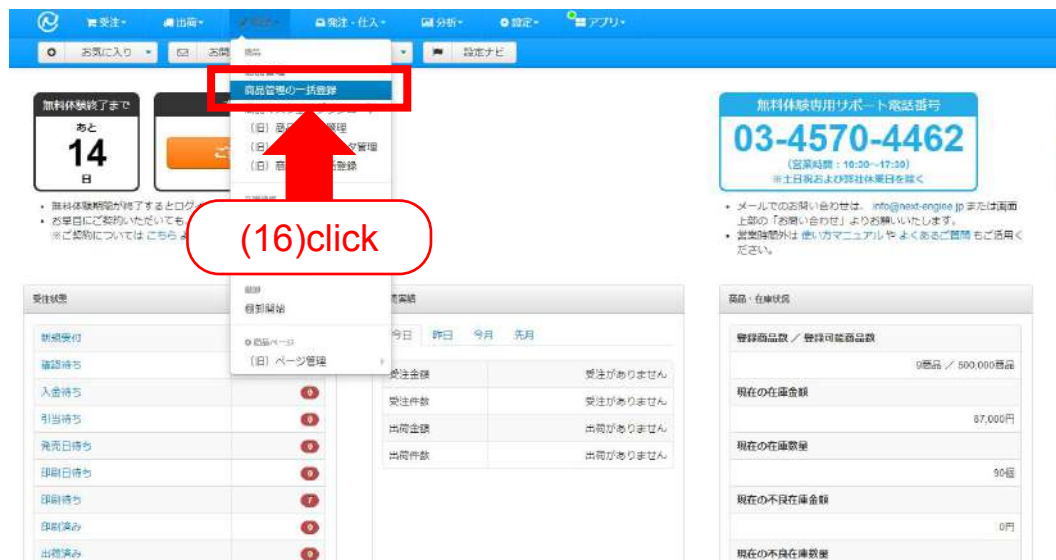 受注▾
出荷▾
発注・仕入▾
分析▾
設定▾
アプリ▾
お気に入り
設定ナビ
商品
商品管理の一括登録
(旧) 商
管理
(旧)
タ管理
(旧) 商
登録
(16)click
棚卸
棚卸開始
商品ページ
(旧) ページ管理
無料体験終了まで
あと
14
日
・ 無料体験期間が終了するとログ
・ お早目にご契約いただいても
※ご契約については こちら
無料体験専用サポート電話番号
03-4570-4462
(営業時間：10:00~17:30)
※土日祝および弊社休業日を除く
・ メールでのお問い合わせは、 info@next-engine.jp または画面
上部の「お問い合わせ」よりお願いいたします。
・ 営業時間外は 使い方マニュアル や よくあるご質問 もご活用く
ださい。
受注状態
新規受付
確認待ち
入金待ち 0
引当待ち 0
発売日待ち 0
印刷日待ち 0
印刷待ち 7
印刷済み 0
出荷済み 0
実績
今日 昨日 今月 先月
受注金額 受注がありません
受注件数 受注がありません
出荷金額 出荷がありません
出荷件数 出荷がありません
商品・在庫状況
登録商品数 / 登録可能商品数
9商品 / 500,000商品
現在の在庫金額
87,000円
現在の在庫数量
90個
現在の不良在庫金額
0円
現在の不良在庫数量